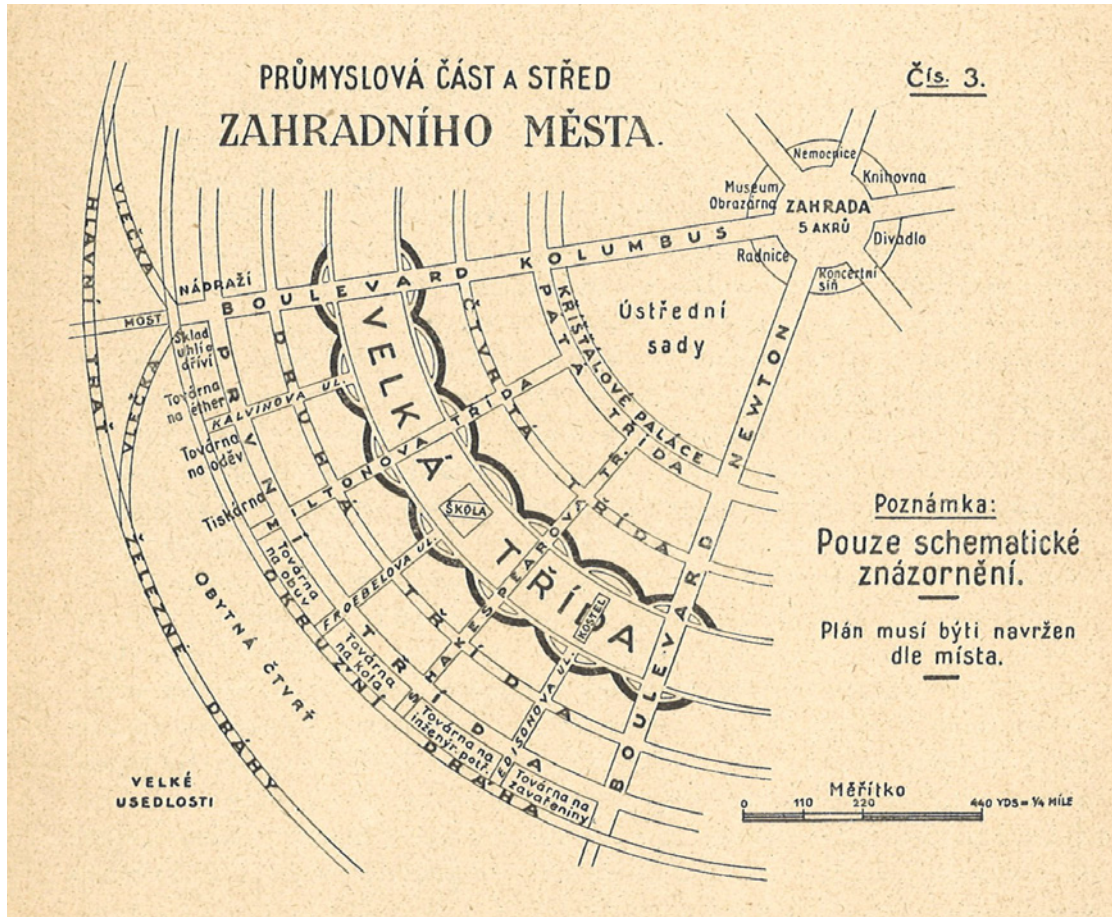 PRŮMYSLOVÁ ČÁST A STŘED
ZAHRADNÍHO MĚSTA.
Čís. 3.
Nemocnice
Knihovna
Museum
Obrazárna
ZAHRADA
5 AKRŮ
Divadlo
Radnice
Koncertní
síň
VLEČKA
HLAVNÍ TRAŤ
ŽELEZNÉ DRÁHY
NÁDRAŽÍ
MOST
BOULEVARD KOLUMBUS
Ústřední
sady
KŘIŠŤÁLOVÉ PALÁCE
PATÁ TŘÍDA
ČTVRTÁ TŘÍDA
VELKÁ TŘÍDA
DRUHÁ TŘÍDA
PRVNÍ TŘÍDA
BOULEVARD NEWTON
Sklad
uhlí a
dříví
VLEČKA
Továrna
na éther
KALVINOVA UL.
Továrna
na oděv
MILTONOVA TŘÍDA
Tiskárna
ŠKOLA
Továrna
na obuv
FROEBELOVA UL.
SHAKESPEAROVA TŘ.
KOSTEL
OBYTNÁ ČTVRŤ
OKRUŽNÍ DRÁHA
Továrna
na kola
Továrna na
inženýr. potř.
EDISONOVA UL.
Továrna na
zavařeniny
VELKÉ
USEDLOSTI
Poznámka:
Pouze schematické
znázornění.
Plán musí býti navržen
dle místa.
Měřítko
0 110 220 440 YDS = 1/4 MÍLE